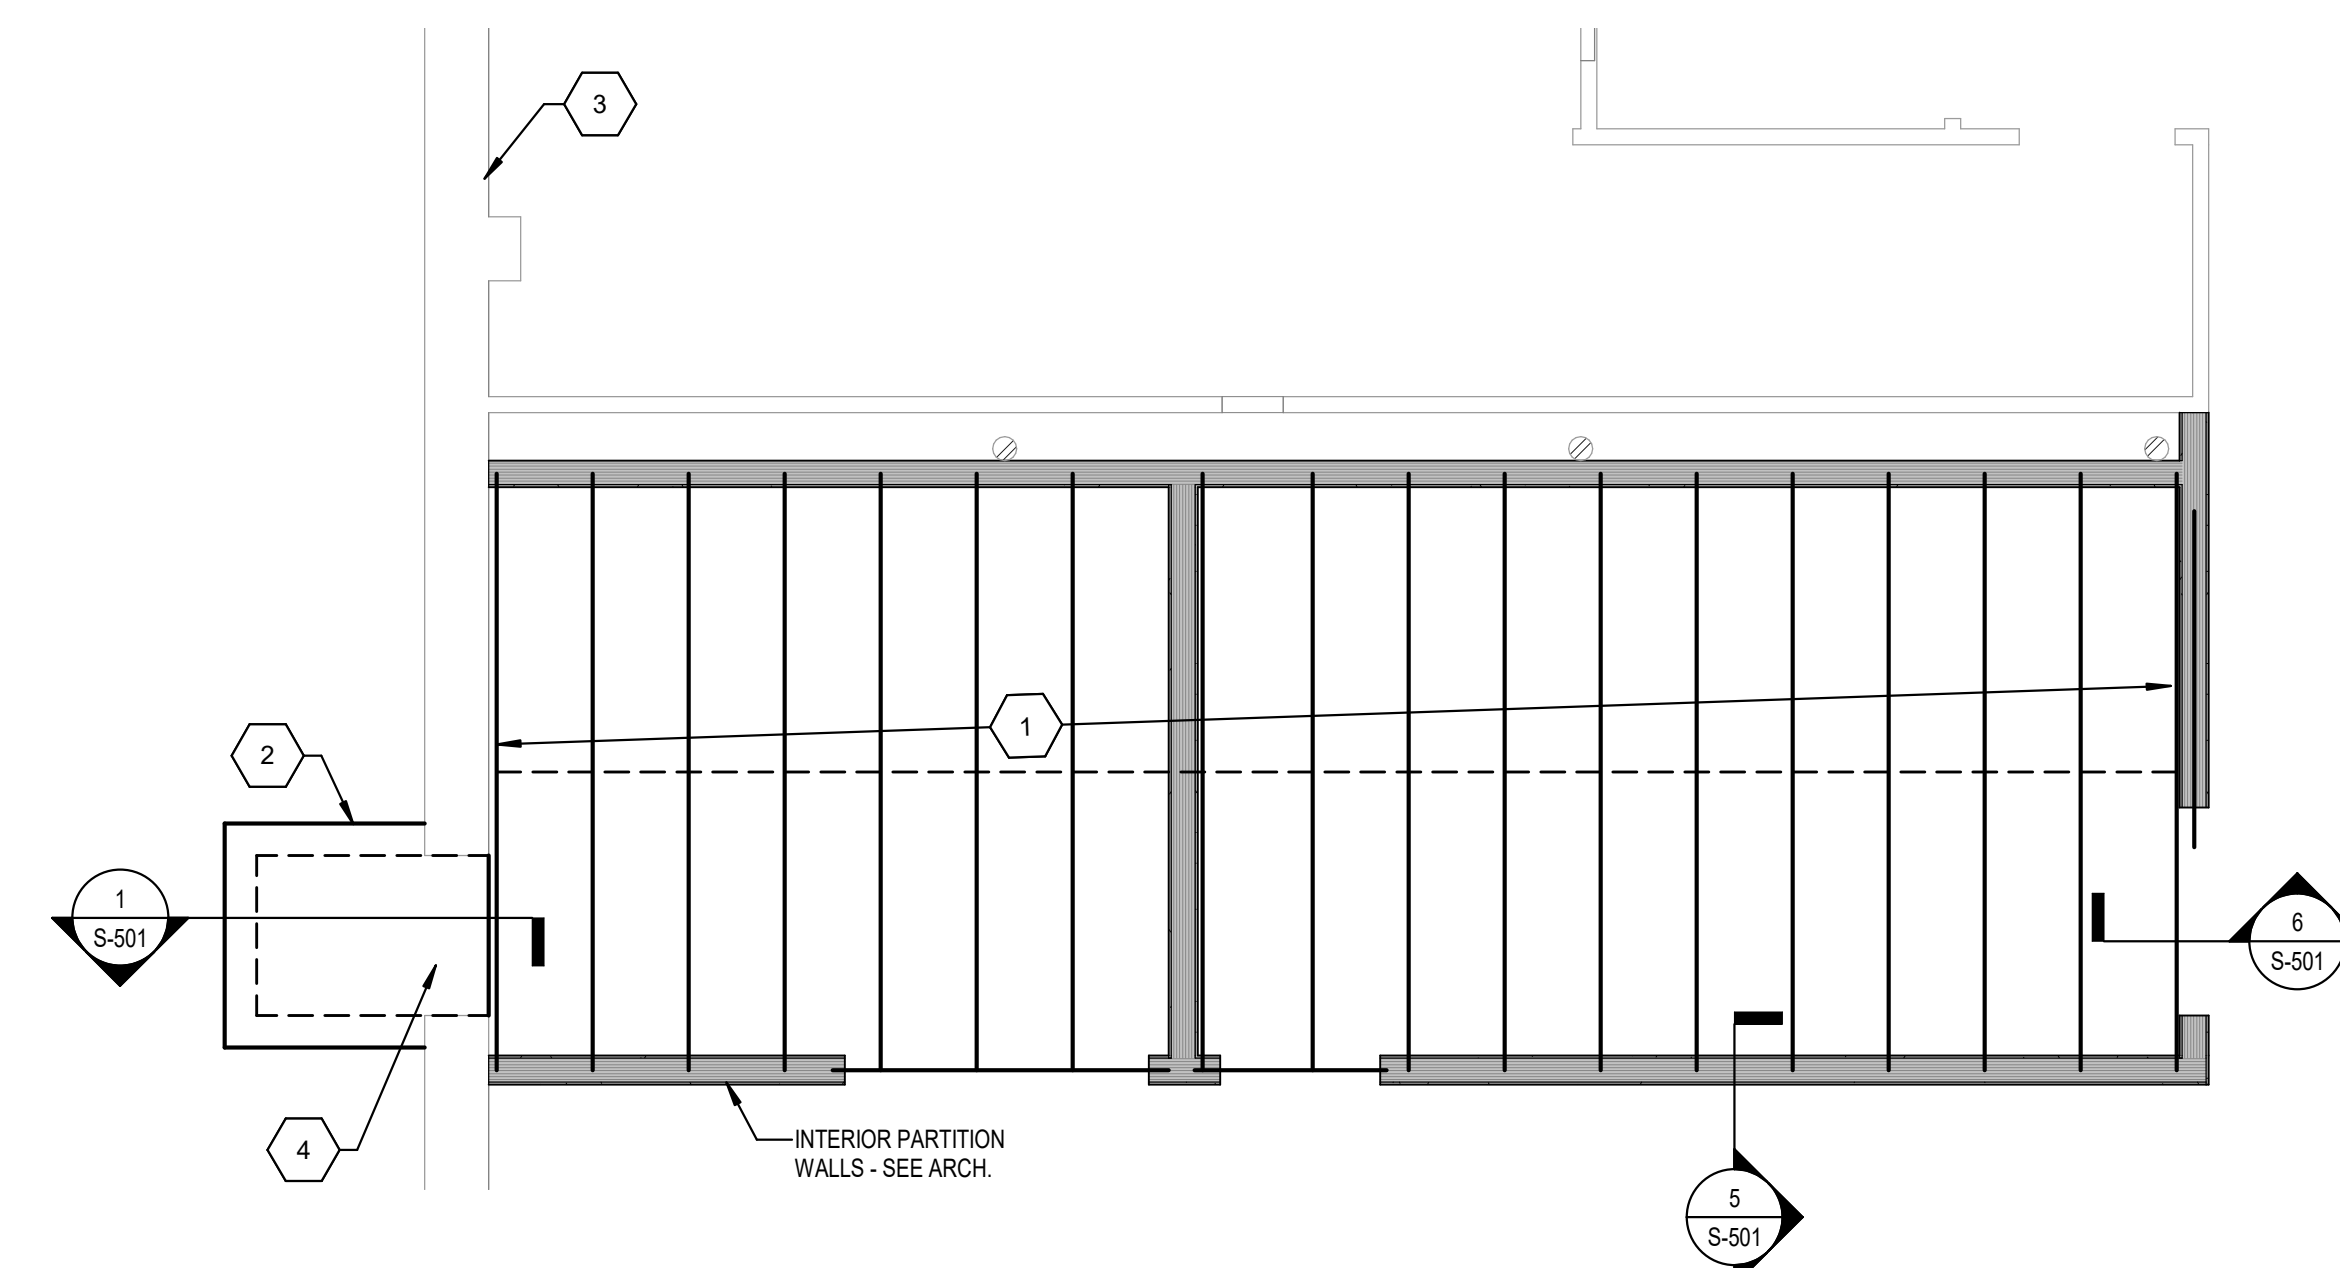 3
1
2
1
S-501
6
S-501
4
INTERIOR PARTITION
WALLS - SEE ARCH.
5
S-501